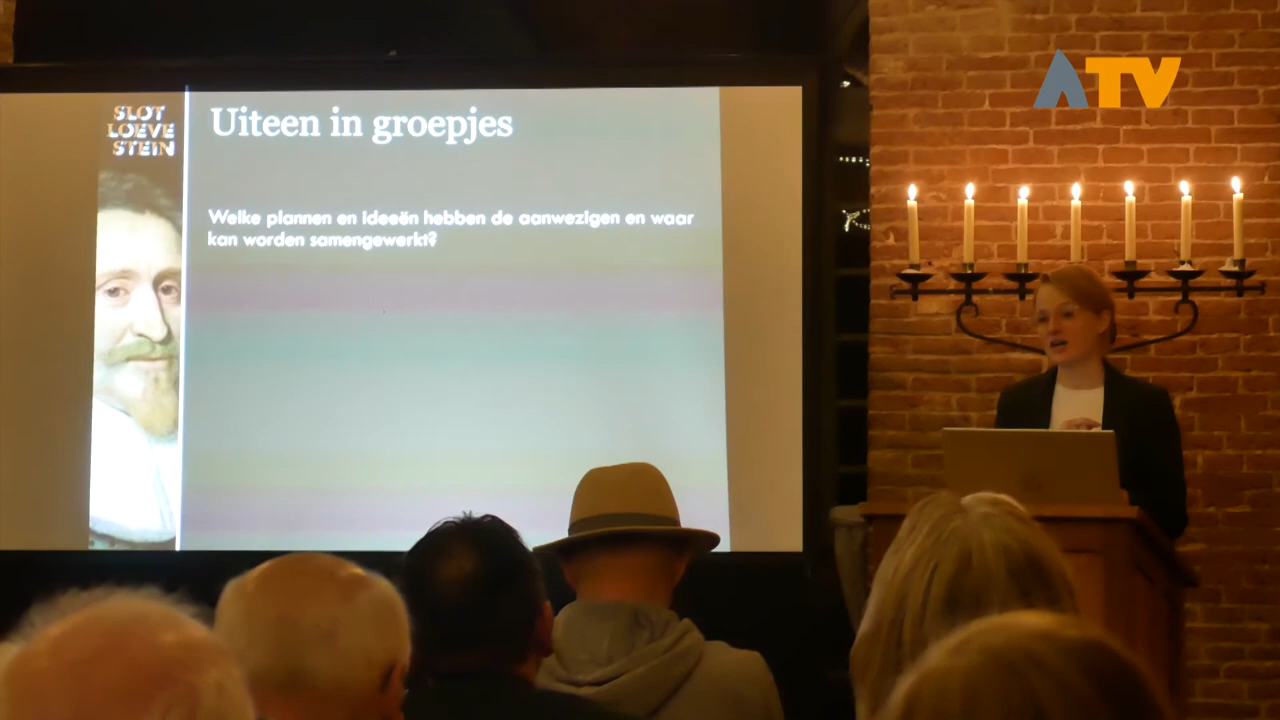 SLOT
LOEVE
STEIN
Uiteen in groepjes
Welke plannen en ideeën hebben de aanwezigen en waar
kan worden samengewerkt?
ATV